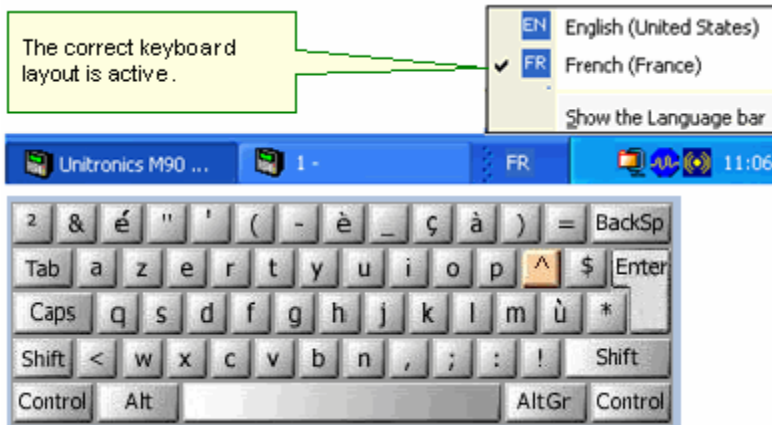 The correct keyboard
layout is active.
EN English (United States)
FR French (France)
Show the Language bar
Unitronics M90 ... 1 - FR 11:06
² & é " ' ( - è _ ç à ) = BackSp
Tab a z e r t y u i o p ^ $ Enter
Caps q s d f g h j k l m ù *
Shift < w x c v b n , ; : ! Shift
Control Alt AltGr Control